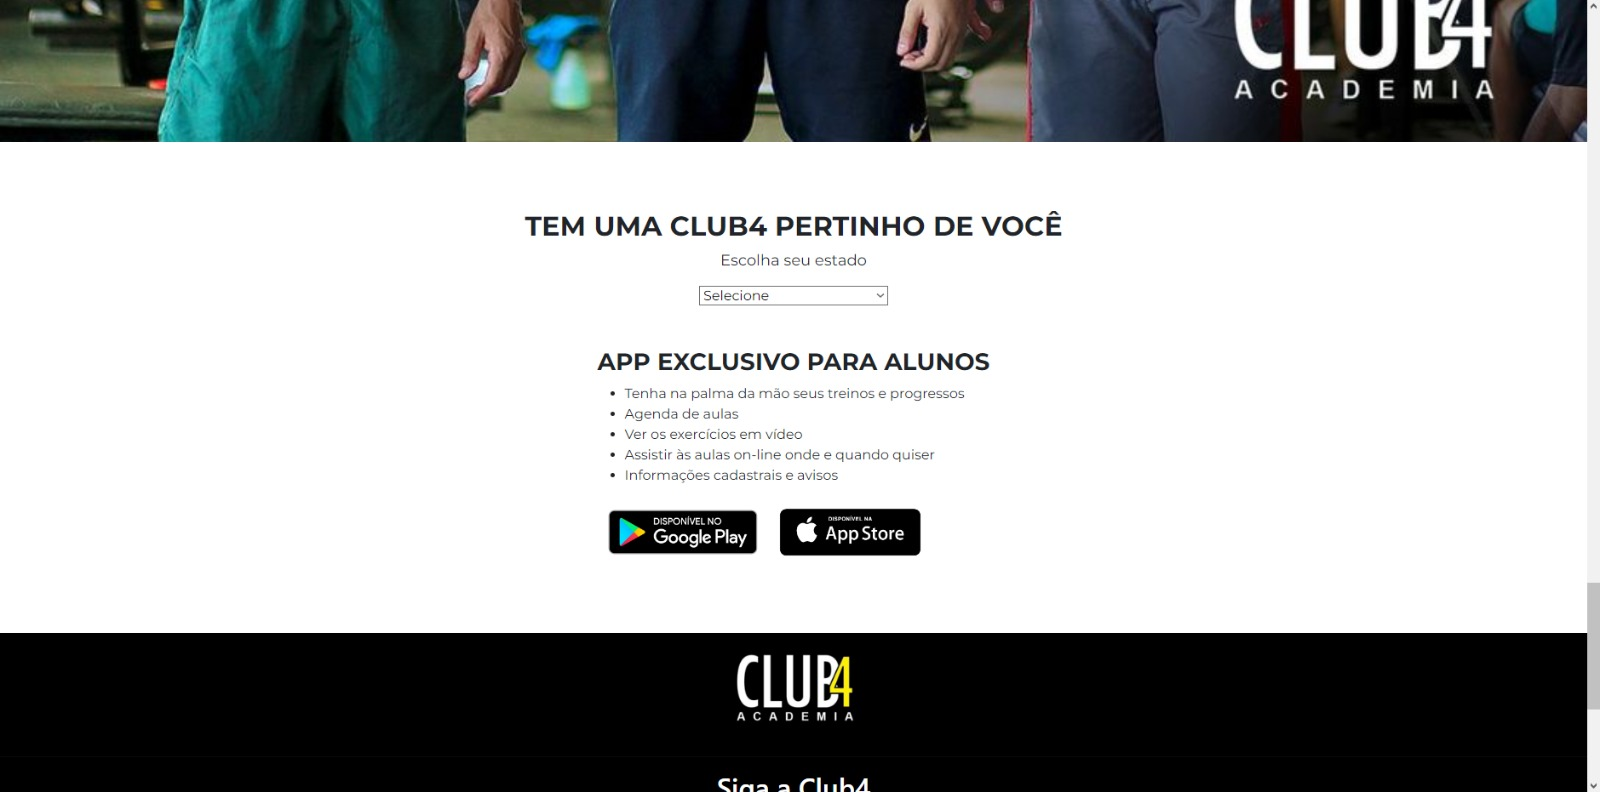 CLUB4
ACADEMIA
TEM UMA CLUB4 PERTINHO DE VOCÊ
Escolha seu estado
Selecione
APP EXCLUSIVO PARA ALUNOS
• Tenha na palma da mão seus treinos e progressos
• Agenda de aulas
• Ver os exercícios em vídeo
• Assistir às aulas on-line onde e quando quiser
• Informações cadastrais e avisos
DISPONÍVEL NO
Google Play
DISPONÍVEL NA
App Store
CLUB4
ACADEMIA
Siga a Club4